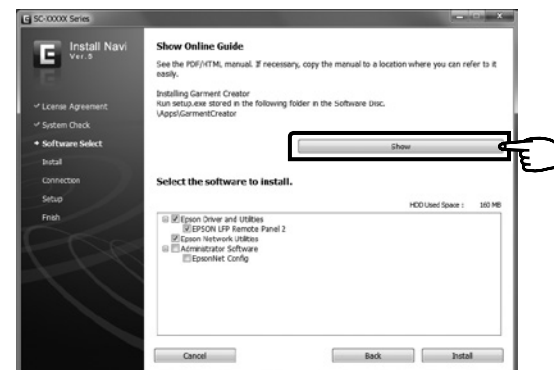 SC-XXXXX Series
E
Install Navi
Ver.5
License Agreement
System Check
Software Select
Install
Connection
Setup
Finish
Show Online Guide
See the PDF/HTML manual. If necessary, copy the manual to a location where you can refer to it
easily.
Installing Garment Creator
Run setup.exe stored in the following folder in the Software Disc.
\Apps\GarmentCreator
Show
Select the software to install.
HDD Used Space : 160 MB
Epson Driver and Utilities
EPSON LFP Remote Panel 2
Epson Network Utilities
Administrator Software
EpsonNet Config
Cancel
Back
Install